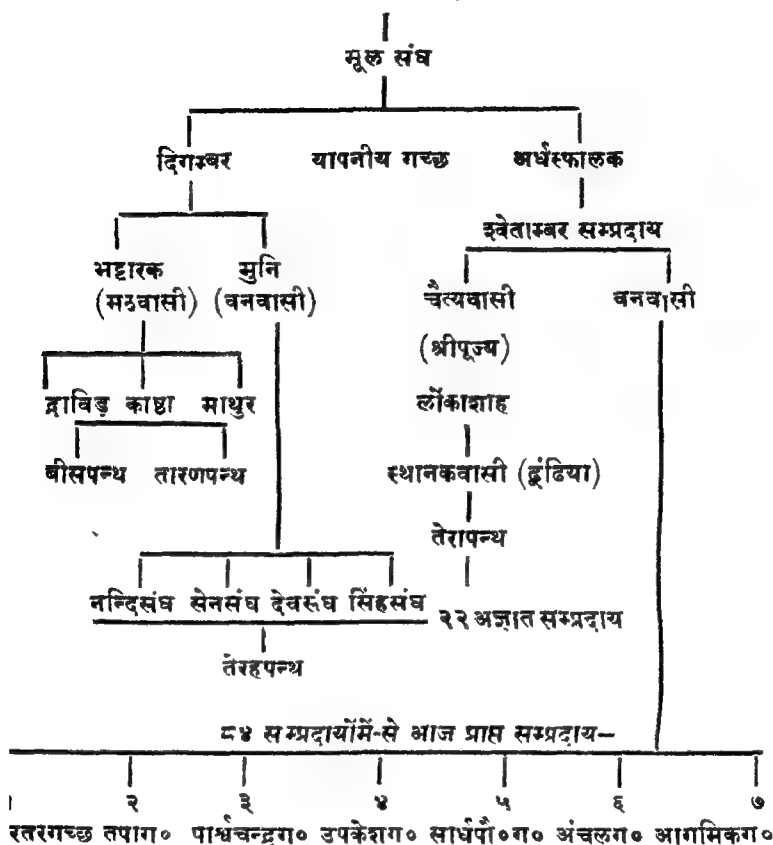 मूल संघ
दिगम्बर यापनीय गच्छ अर्धस्फालक
श्वेताम्बर सम्प्रदाय
भट्टारक मुनि
(मठवासी) (वनवासी) चैत्यवासी वनवासी
(श्रीपूज्य)
द्राविड़ काष्ठा माथुर लोंकाशाह
बीसपन्थ तारणपन्थ स्थानकवासी (ढूंढिया)
तेरापन्थ
नन्दिसंघ सेनसंघ देवसंघ सिंहसंघ २२ अज्ञात सम्प्रदाय
तेरहपन्थ
८४ सम्प्रदायोंमें-से आज प्राप्त सम्प्रदाय–
२ ३ ४ ५ ६ ७
रतरगच्छ तपाग० पार्श्वचन्द्रग० उपकेशग० सार्धपौ०ग० अंचलग० आगमिकग०